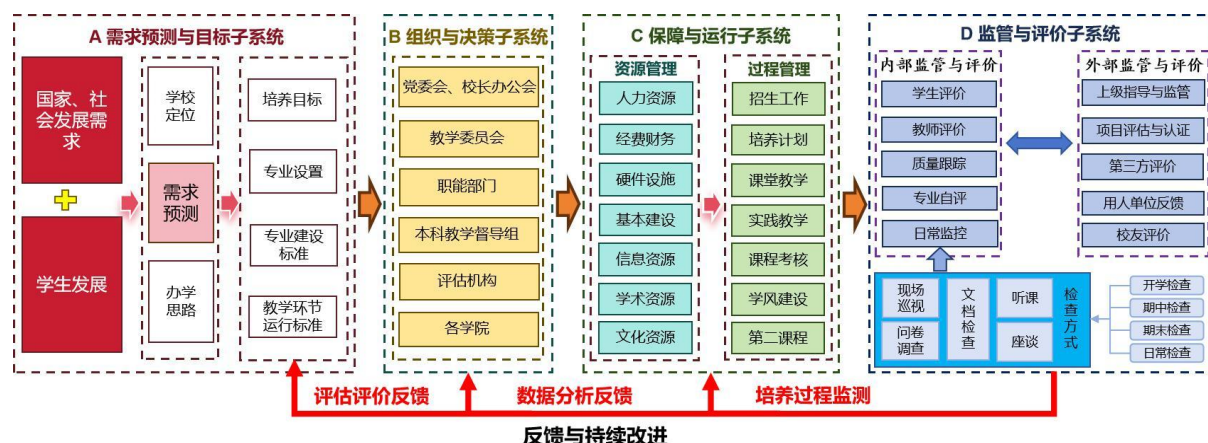 A 需求预测与目标子系统
国家、社
会发展需
求
学生发展
学校
定位
需求
预测
办学
思路
培养目标
专业设置
专业建设
标准
教学环节
运行标准
B 组织与决策子系统
党委会、校长办公会
教学委员会
职能部门
本科教学督导组
评估机构
各学院
C 保障与运行子系统
资源管理
人力资源
经费财务
硬件设施
基本建设
信息资源
学术资源
文化资源
过程管理
招生工作
培养计划
课堂教学
实践教学
课程考核
学风建设
第二课程
D 监管与评价子系统
内部监管与评价
学生评价
教师评价
质量跟踪
专业自评
日常监控
外部监管与评价
上级指导与监管
项目评估与认证
第三方评价
用人单位反馈
校友评价
现场
巡视
问卷
调查
文档检查
听课
座谈
检查方式
开学检查
期中检查
期末检查
日常检查
评估评价反馈
数据分析反馈
培养过程监测
反馈与持续改进